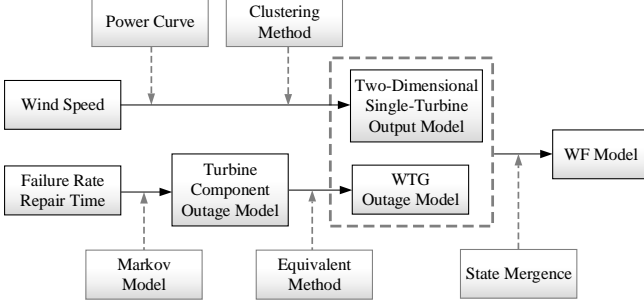 Power Curve
Clustering
Method
Wind Speed
Two-Dimensional
Single-Turbine
Output Model
WF Model
Failure Rate
Repair Time
Turbine
Component
Outage Model
WTG
Outage Model
Markov
Model
Equivalent
Method
State Mergence